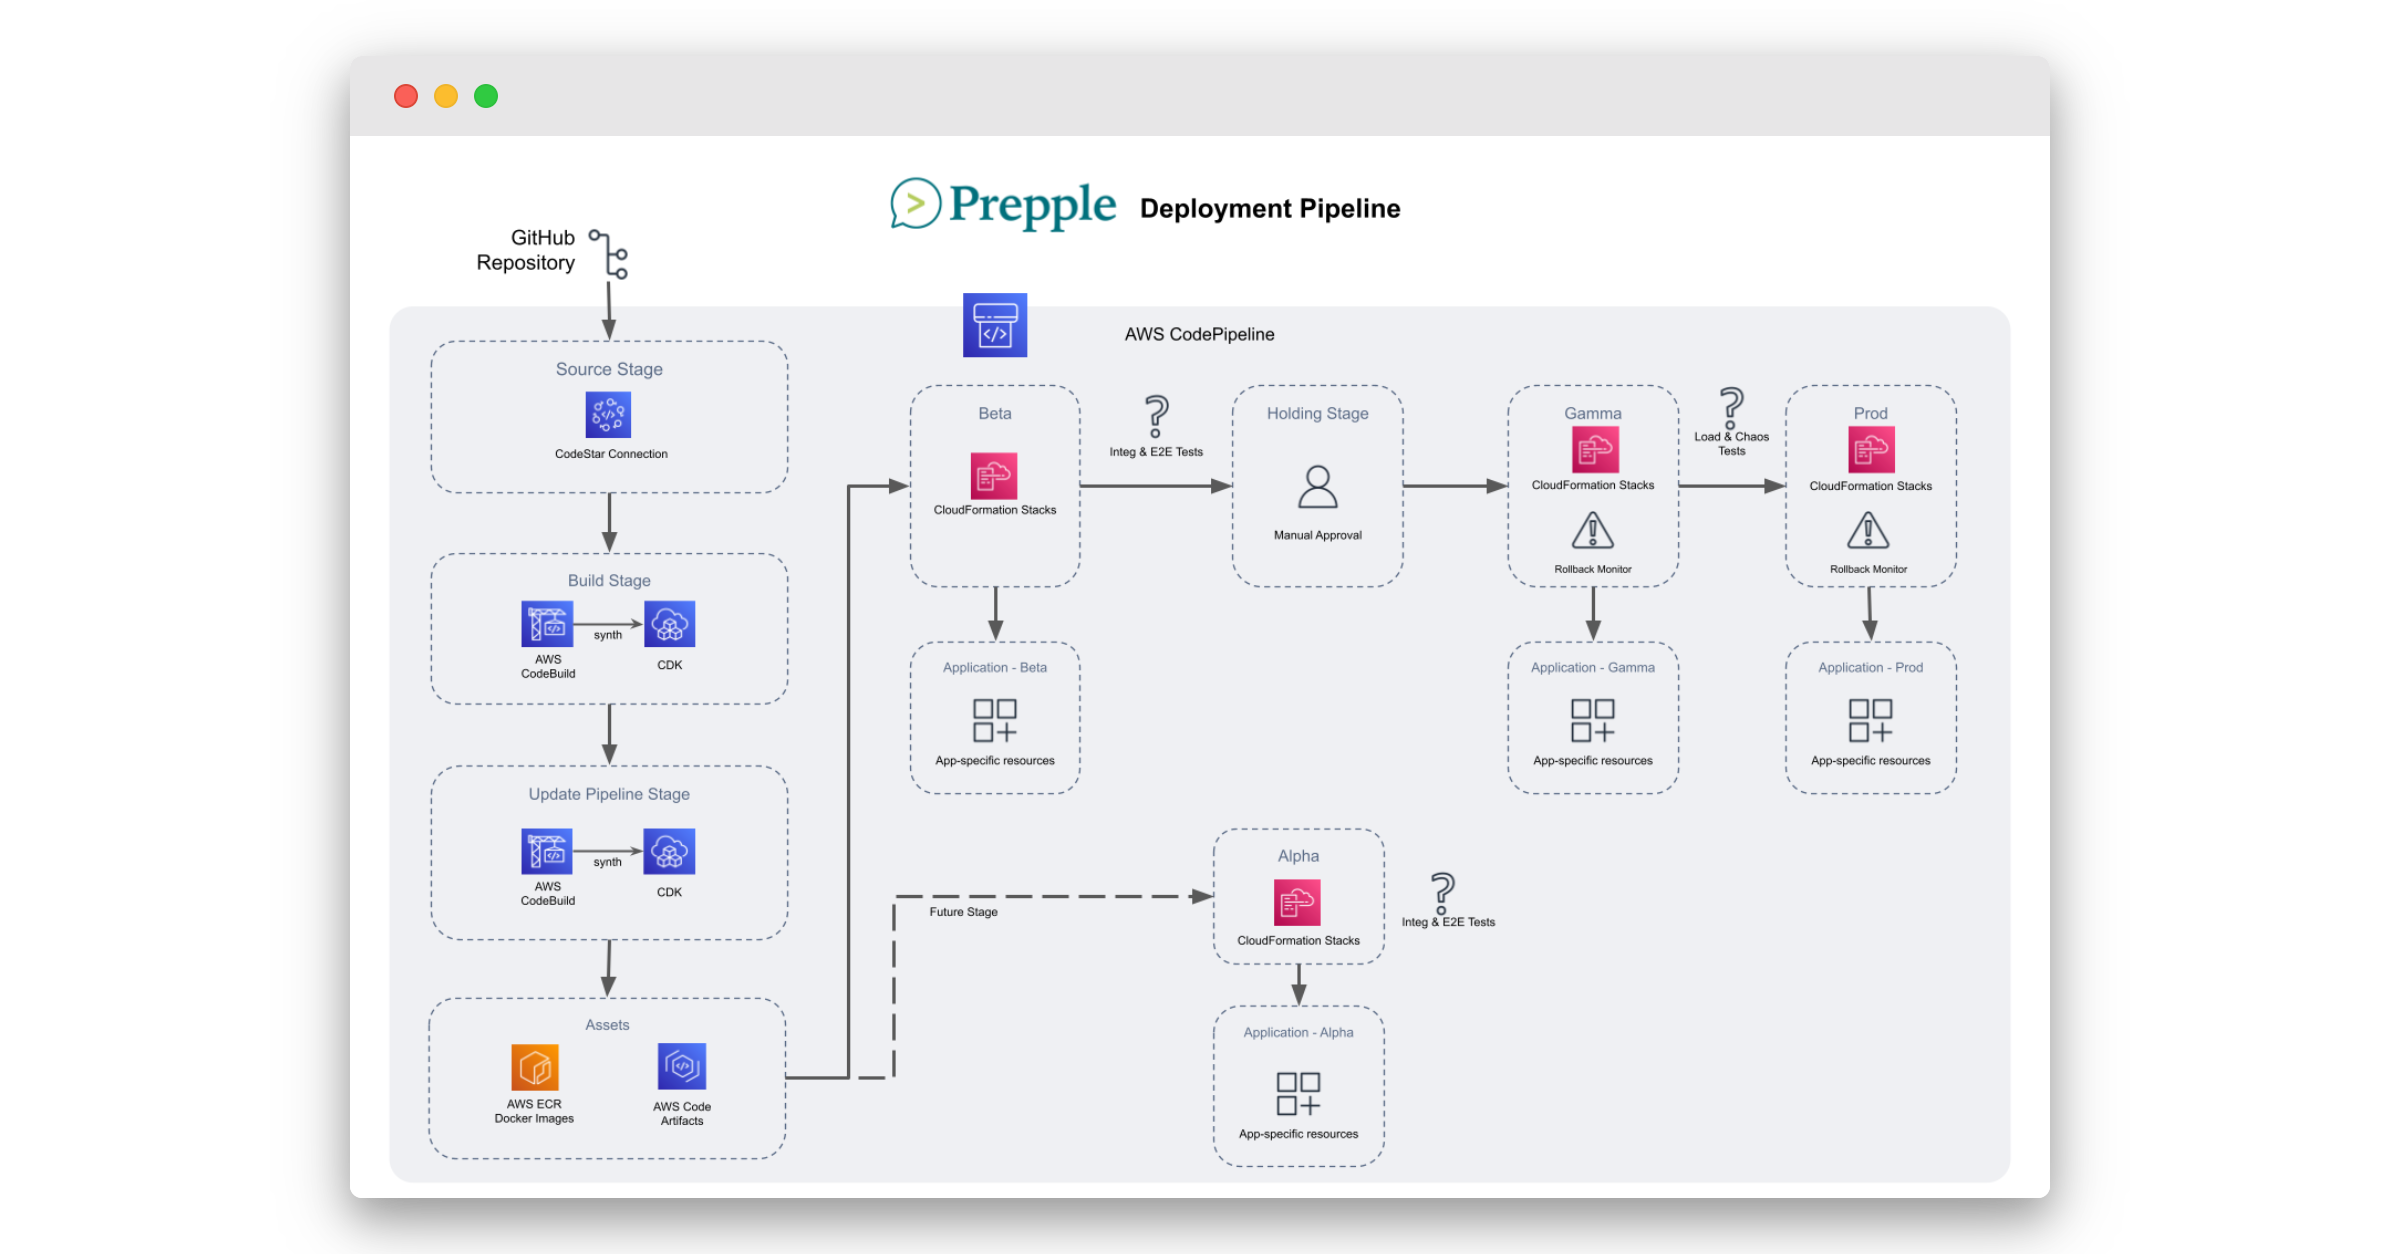 Prepple Deployment Pipeline
GitHub
Repository
AWS CodePipeline
Source Stage
CodeStar Connection
Build Stage
synth
AWS
CodeBuild
CDK
Update Pipeline Stage
synth
AWS
CodeBuild
CDK
Assets
AWS ECR
Docker Images
AWS Code
Artifacts
Beta
CloudFormation Stacks
Integ & E2E Tests
Holding Stage
Manual Approval
Gamma
CloudFormation Stacks
Rollback Monitor
Load & Chaos
Tests
Prod
CloudFormation Stacks
Rollback Monitor
Application - Beta
App-specific resources
Application - Gamma
App-specific resources
Application - Prod
App-specific resources
Future Stage
Alpha
CloudFormation Stacks
Integ & E2E Tests
Application - Alpha
App-specific resources